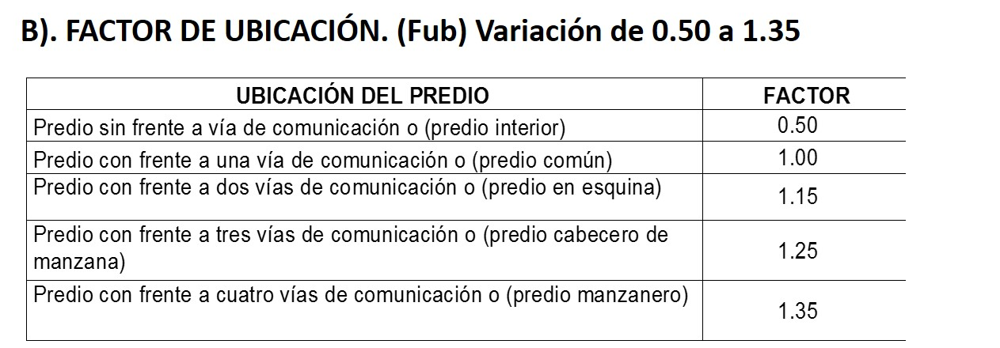 B). FACTOR DE UBICACIÓN. (Fub) Variación de 0.50 a 1.35
UBICACIÓN DEL PREDIO FACTOR
Predio sin frente a vía de comunicación o (predio interior) 0.50
Predio con frente a una vía de comunicación o (predio común) 1.00
Predio con frente a dos vías de comunicación o (predio en esquina) 1.15
Predio con frente a tres vías de comunicación o (predio cabecero de
manzana) 1.25
Predio con frente a cuatro vías de comunicación o (predio manzanero) 1.35